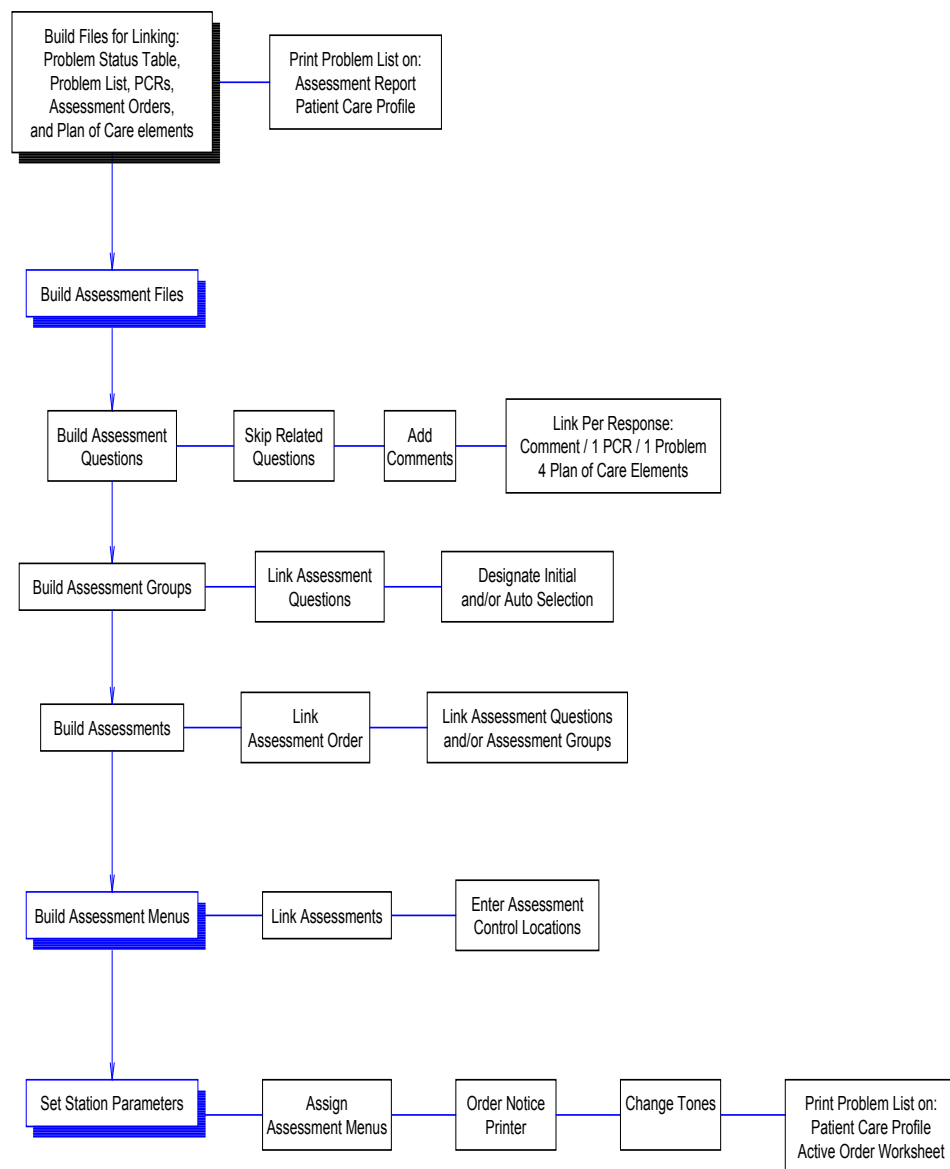 Build Files for Linking:
Problem Status Table,
Problem List, PCRs,
Assessment Orders,
and Plan of Care elements
Print Problem List on:
Assessment Report
Patient Care Profile
Build Assessment Files
Build Assessment
Questions
Skip Related
Questions
Add
Comments
Link Per Response:
Comment / 1 PCR / 1 Problem
4 Plan of Care Elements
Build Assessment Groups
Link Assessment
Questions
Designate Initial
and/or Auto Selection
Build Assessments
Link
Assessment Order
Link Assessment Questions
and/or Assessment Groups
Build Assessment Menus
Link Assessments
Enter Assessment
Control Locations
Set Station Parameters
Assign
Assessment Menus
Order Notice
Printer
Change Tones
Print Problem List on:
Patient Care Profile
Active Order Worksheet